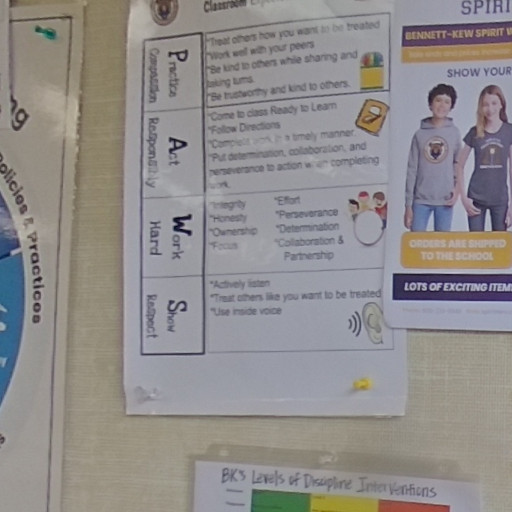 Classroom
Practice
Compassion
*Treat others how you want to be treated
*Work well with your peers
*Be kind to others while sharing and
taking turns.
*Be trustworthy and kind to others.
Act
Responsibly
*Come to class Ready to Learn
*Follow Directions
*Complete work in a timely manner.
*Put determination, collaboration, and
perseverance to action when completing
work.
Work
Hard
*Integrity
*Honesty
*Ownership
*Focus
*Effort
*Perseverance
*Determination
*Collaboration &
Partnership
Show
Respect
*Actively listen
*Treat others like you want to be treated
*Use inside voice
SPIRI
BENNETT-KEW SPIRIT W
SHOW YOUR
ORDERS ARE SHIPPED
TO THE SCHOOL
LOTS OF EXCITING ITEM
olicies & Practices
BK's Levels of Discipline Interventions